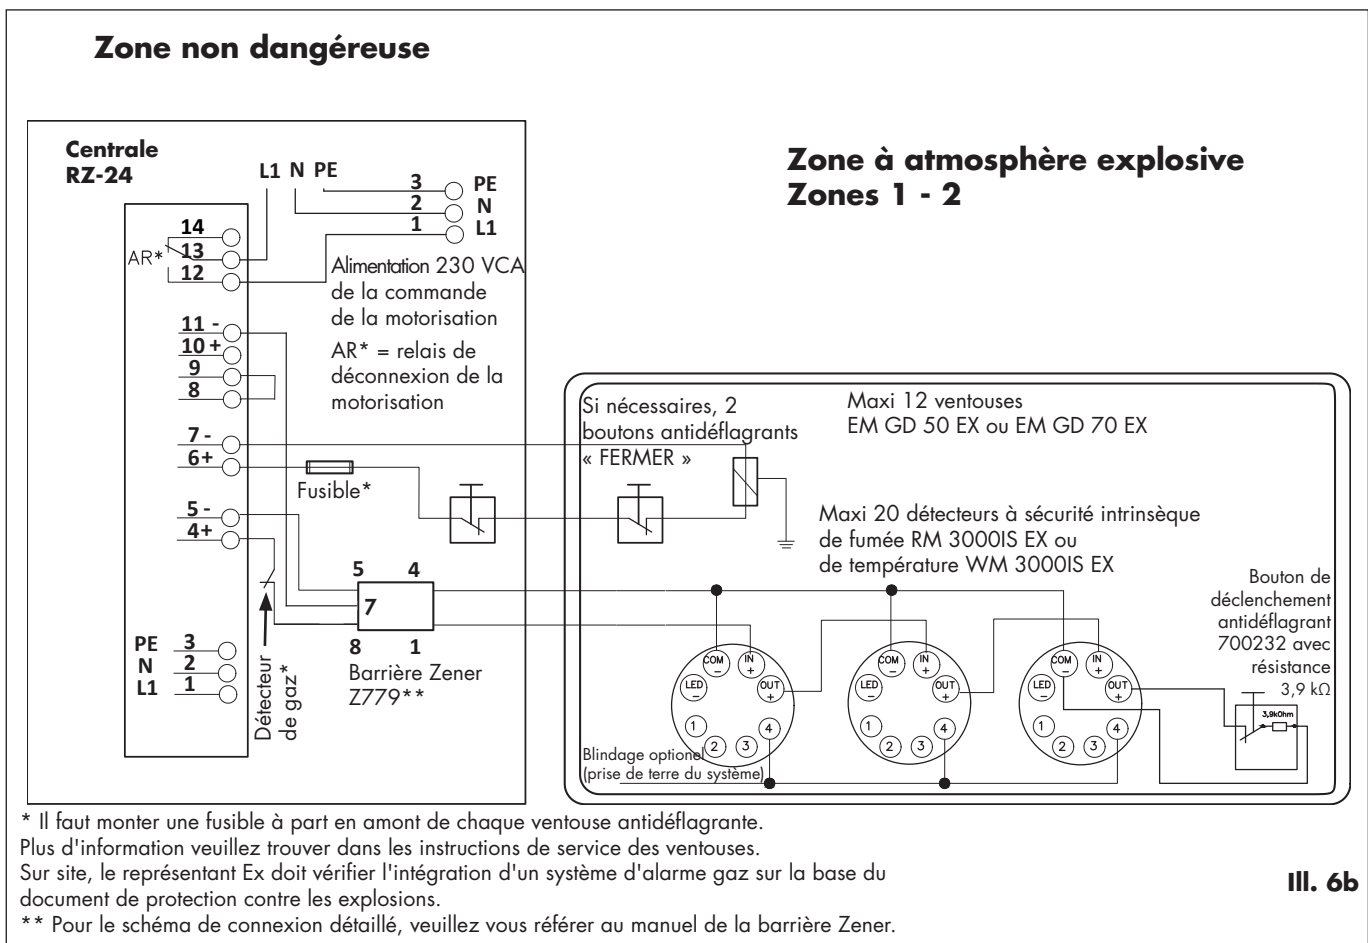 Zone non dangéreuse
Centrale
RZ-24
L1 N PE
3 PE
2 N
1 L1
14
AR* 13
12
Alimentation 230 VCA
de la commande
de la motorisation
AR* = relais de
déconnexion de la
motorisation
11 -
10 +
9
8
7 -
6+
Fusible*
5 -
4+
5 4
7
8 1
Barrière Zener
Z779**
Détecteur
de gaz*
PE 3
N 2
L1 1
Zone à atmosphère explosive
Zones 1 - 2
Si nécessaires, 2
boutons antidéflagrants
« FERMER »
Maxi 12 ventouses
EM GD 50 EX ou EM GD 70 EX
Maxi 20 détecteurs à sécurité intrinsèque
de fumée RM 3000IS EX ou
de température WM 3000IS EX
Bouton de
déclenchement
antidéflagrant
700232 avec
résistance
3,9 kΩ
3,9kOhm
COM - IN + LED - OUT + 1 2 3 4
COM - IN + LED - OUT + 1 2 3 4
COM - IN + LED - OUT + 1 2 3 4
Blindage optionel
(prise de terre du système)
* Il faut monter une fusible à part en amont de chaque ventouse antidéflagrante.
Plus d'information veuillez trouver dans les instructions de service des ventouses.
Sur site, le représentant Ex doit vérifier l'intégration d'un système d'alarme gaz sur la base du
document de protection contre les explosions.
** Pour le schéma de connexion détaillé, veuillez vous référer au manuel de la barrière Zener.
Ill. 6b